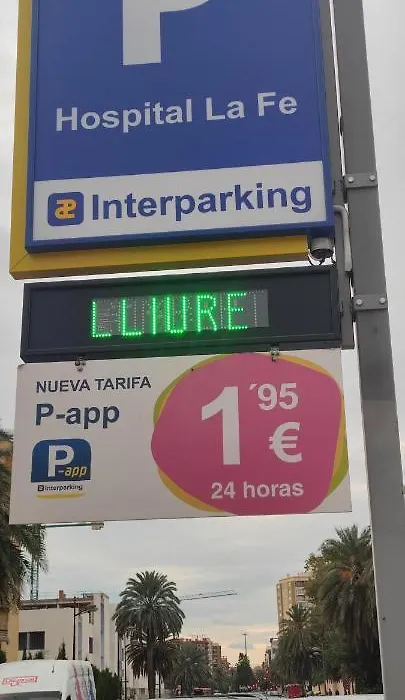 P
Hospital La Fe
Interparking
LLIURE
NUEVA TARIFA
P-app
1´95
€
24 horas
P
-app
Interparking